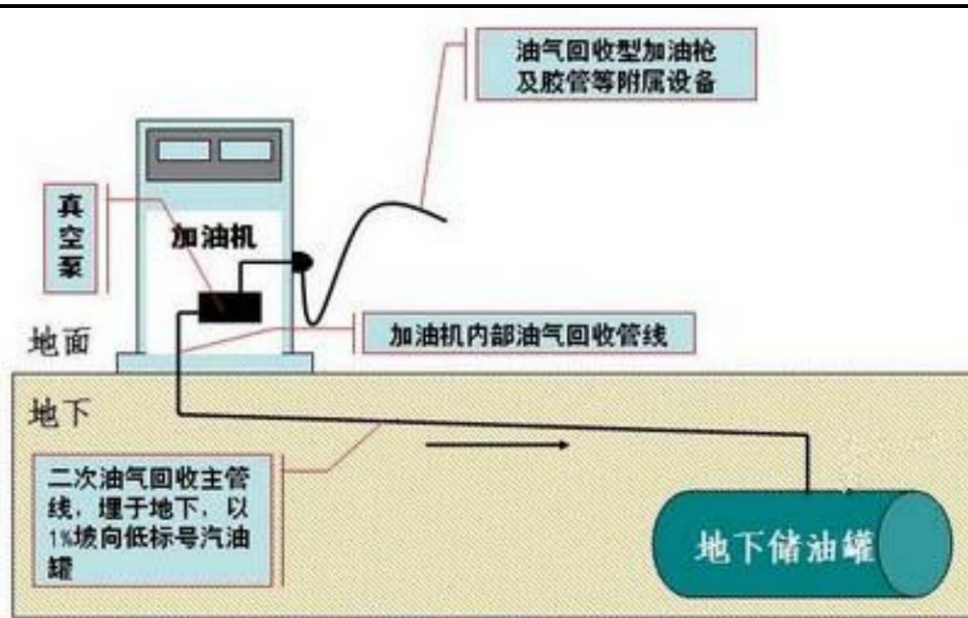 油气回收型加油枪
及胶管等附属设备
真
空
泵
加油机
地面
加油机内部油气回收管线
地下
二次油气回收主管
线，埋于地下，以
1%坡向低标号汽油
罐
地下储油罐